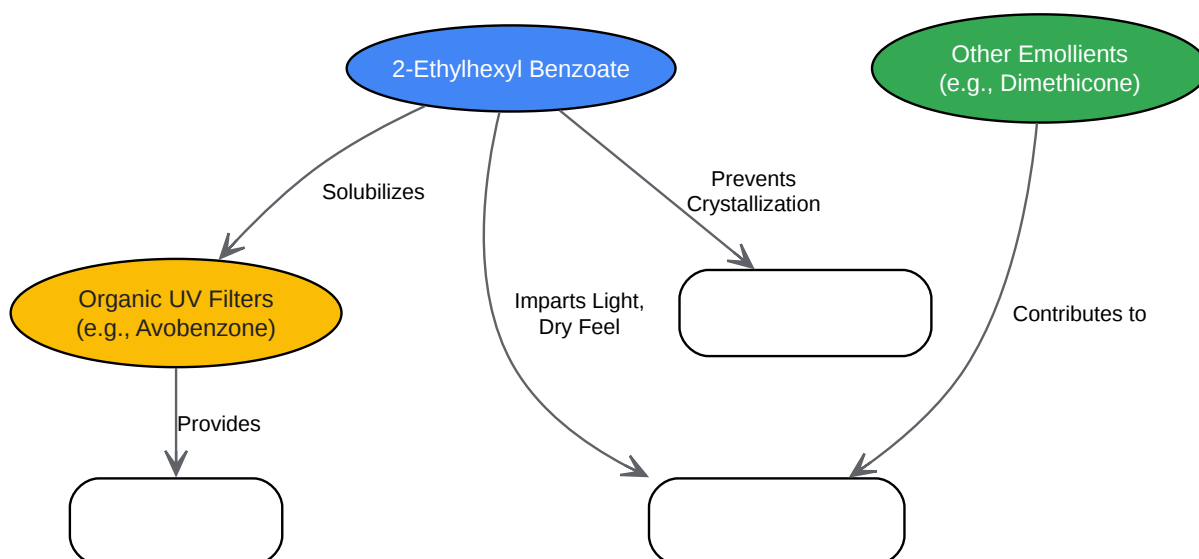 2-Ethylhexyl Benzoate
Other Emollients
(e.g., Dimethicone)
Solubilizes
Prevents
Crystallization
Organic UV Filters
(e.g., Avobenzone)
Imparts Light,
Dry Feel
Contributes to
Provides